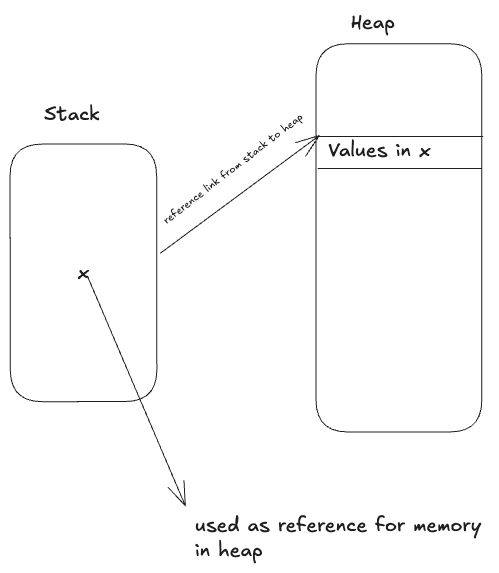 Heap
Stack
reference link from stack to heap
Values in x
x
used as reference for memory
in heap